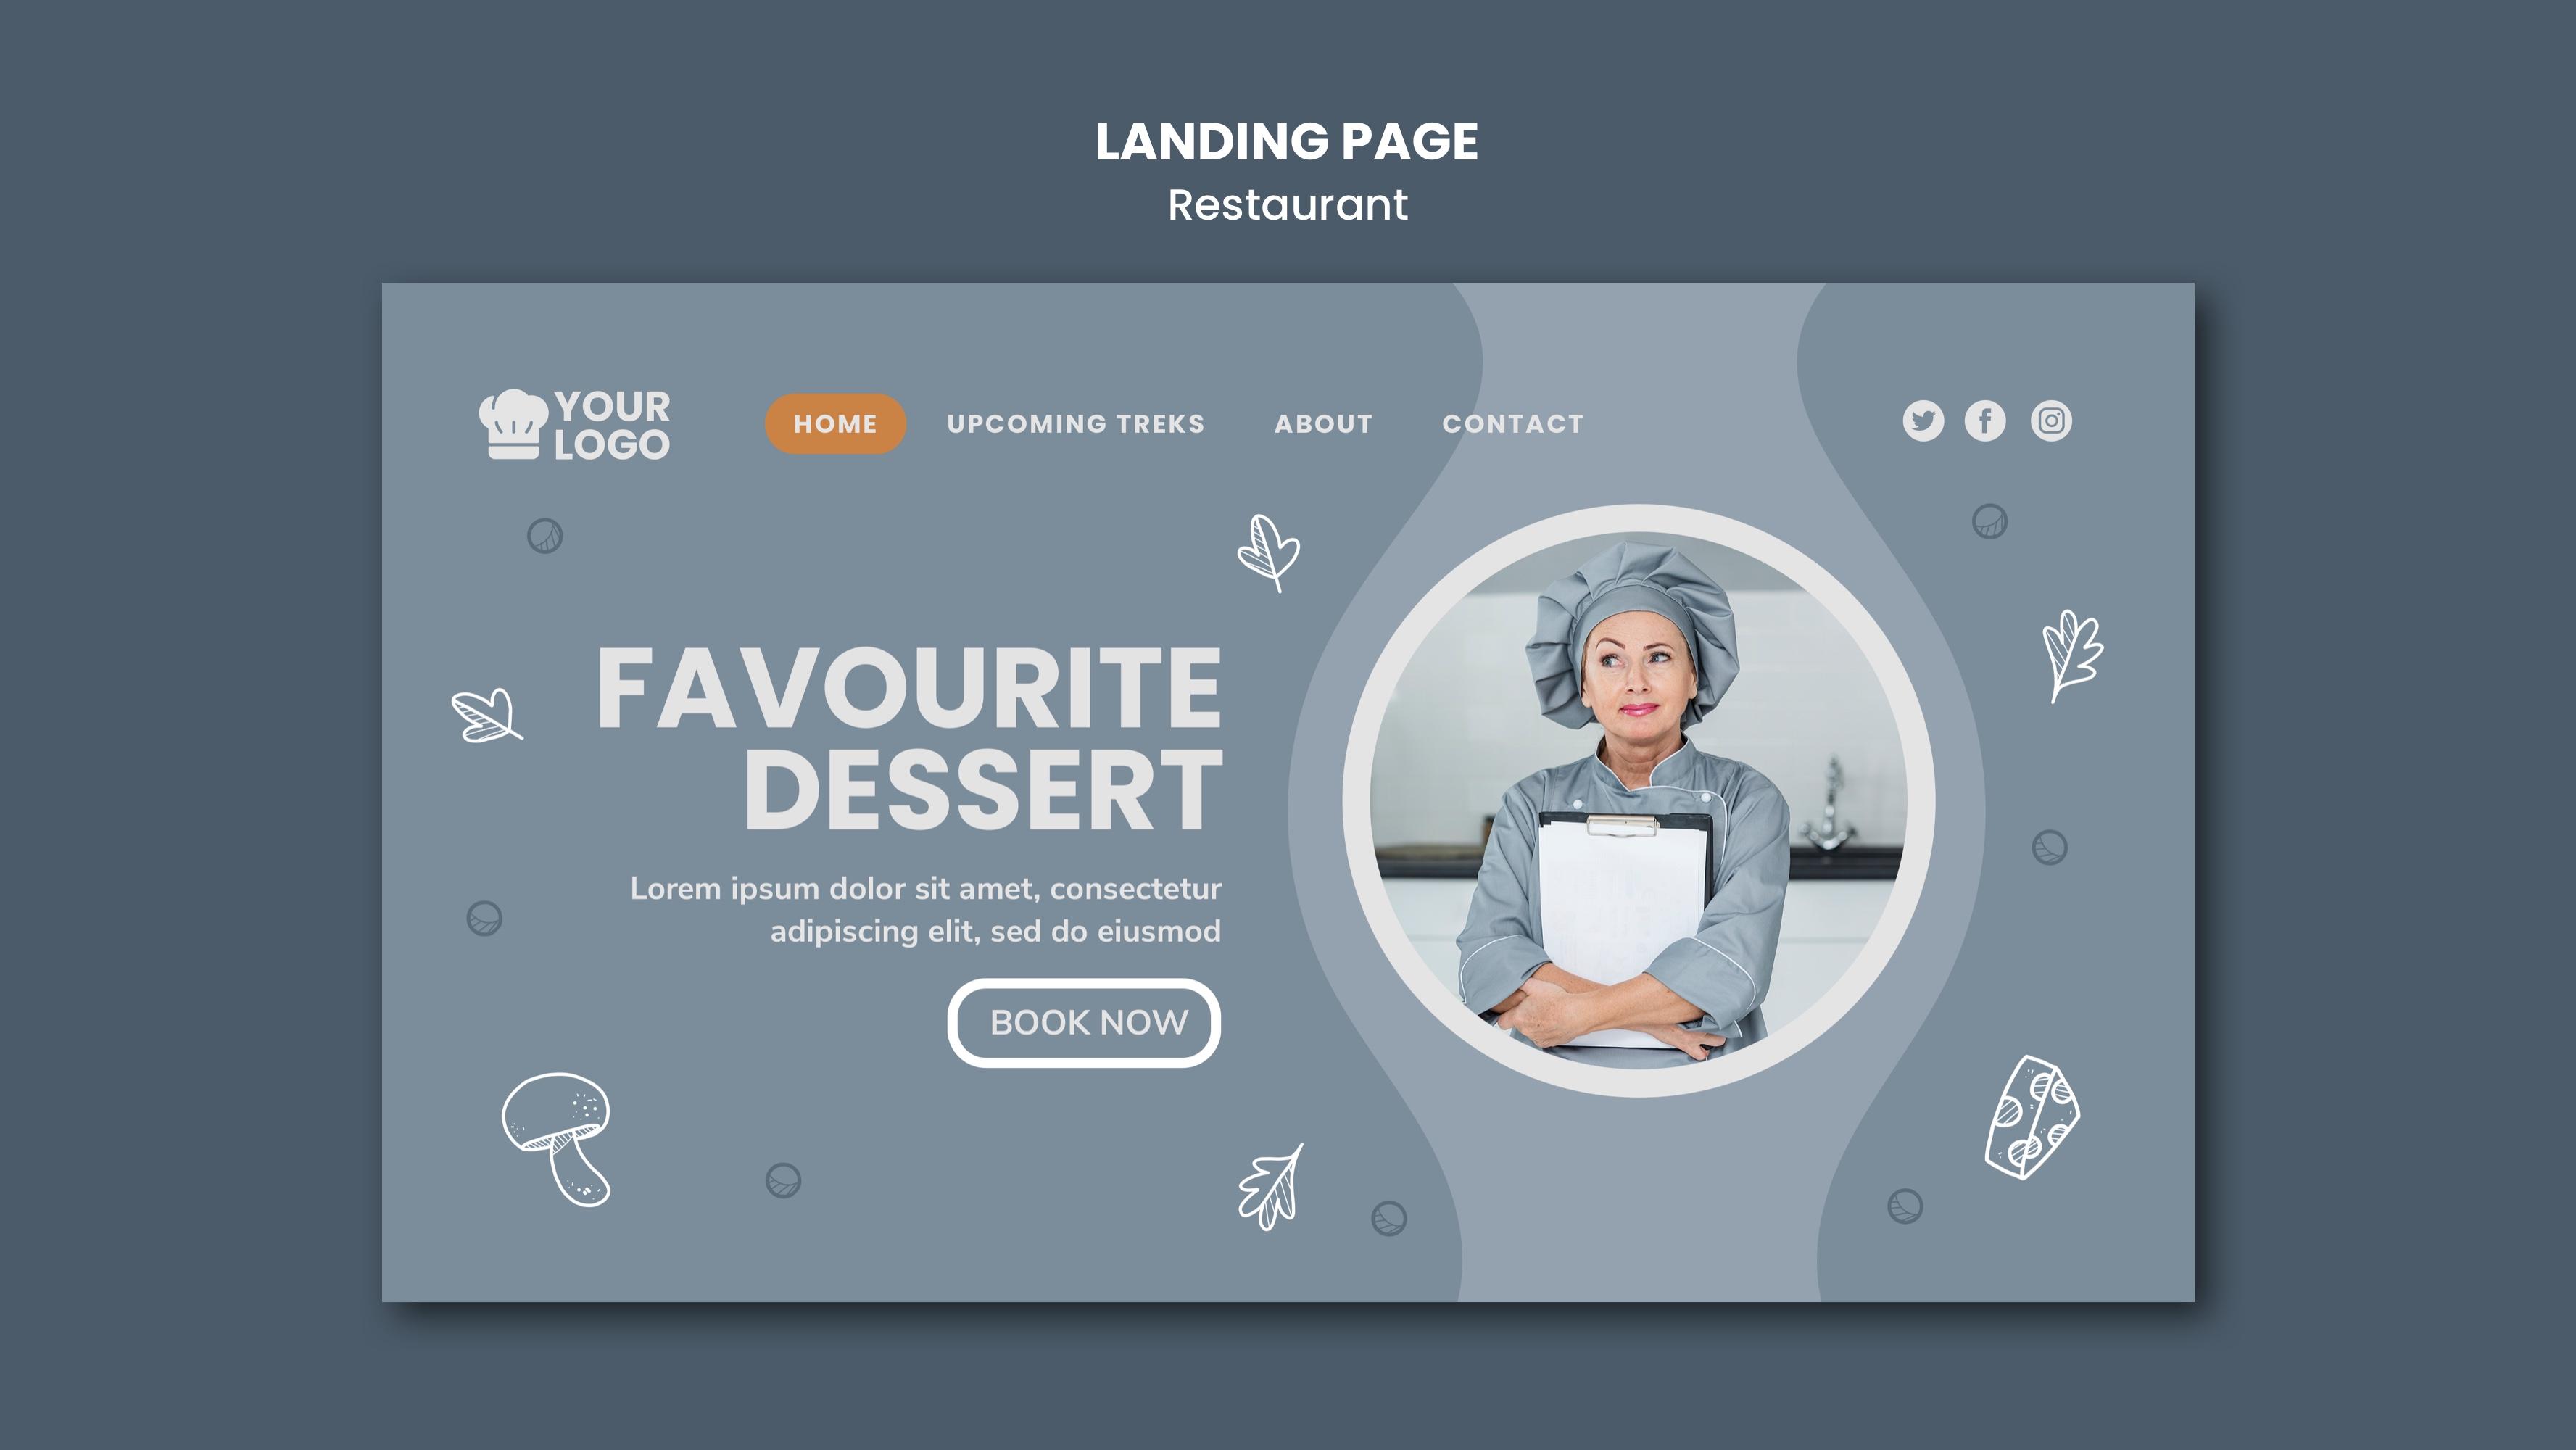 LANDING PAGE
Restaurant
YOUR
LOGO
HOME
UPCOMING TREKS
ABOUT
CONTACT
FAVOURITE
DESSERT
Lorem ipsum dolor sit amet, consectetur
adipiscing elit, sed do eiusmod
BOOK NOW